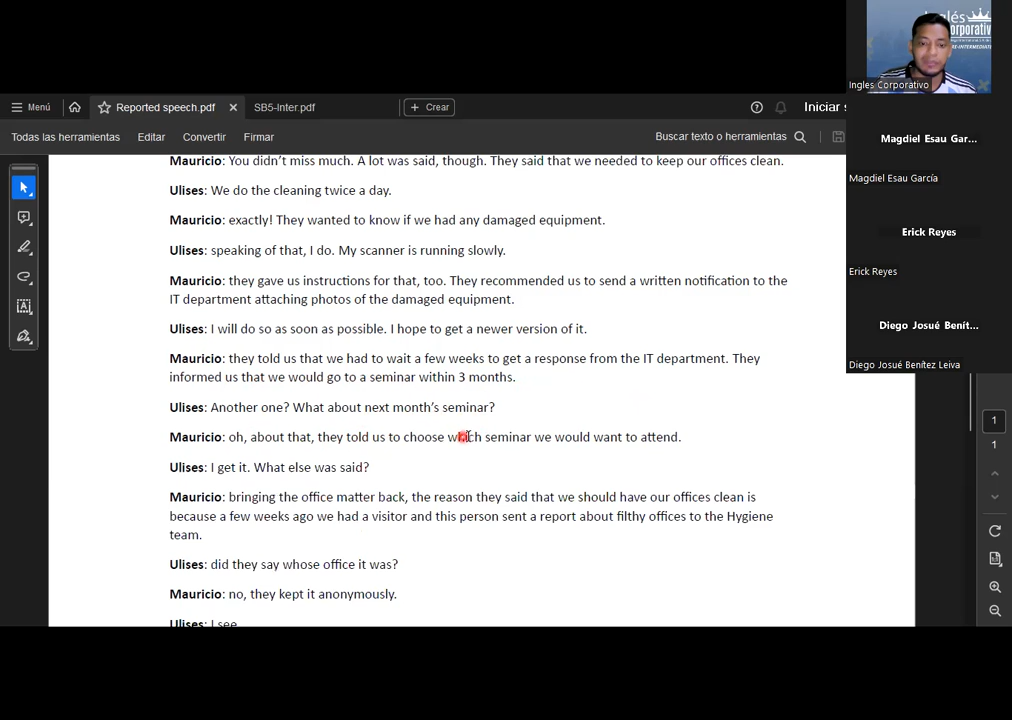 Inglés
Corporativo
RE-INTERMEDIATE
Ingles Corporativo
Menú
Reported speech.pdf
SB5-Inter.pdf
Crear
Iniciar s
Todas las herramientas
Editar
Convertir
Firmar
Buscar texto o herramientas
Magdiel Esau Gar...
Magdiel Esau García
Erick Reyes
Erick Reyes
Diego Josué Benít...
Diego Josué Benítez Leiva
Mauricio: You didn't miss much. A lot was said, though. They said that we needed to keep our offices clean.
Ulises: We do the cleaning twice a day.
Mauricio: exactly! They wanted to know if we had any damaged equipment.
Ulises: speaking of that, I do. My scanner is running slowly.
Mauricio: they gave us instructions for that, too. They recommended us to send a written notification to the
IT department attaching photos of the damaged equipment.
Ulises: I will do so as soon as possible. I hope to get a newer version of it.
Mauricio: they told us that we had to wait a few weeks to get a response from the IT department. They
informed us that we would go to a seminar within 3 months.
Ulises: Another one? What about next month's seminar?
Mauricio: oh, about that, they told us to choose which seminar we would want to attend.
Ulises: I get it. What else was said?
Mauricio: bringing the office matter back, the reason they said that we should have our offices clean is
because a few weeks ago we had a visitor and this person sent a report about filthy offices to the Hygiene
team.
Ulises: did they say whose office it was?
Mauricio: no, they kept it anonymously.
Ulises: I see.
1
1